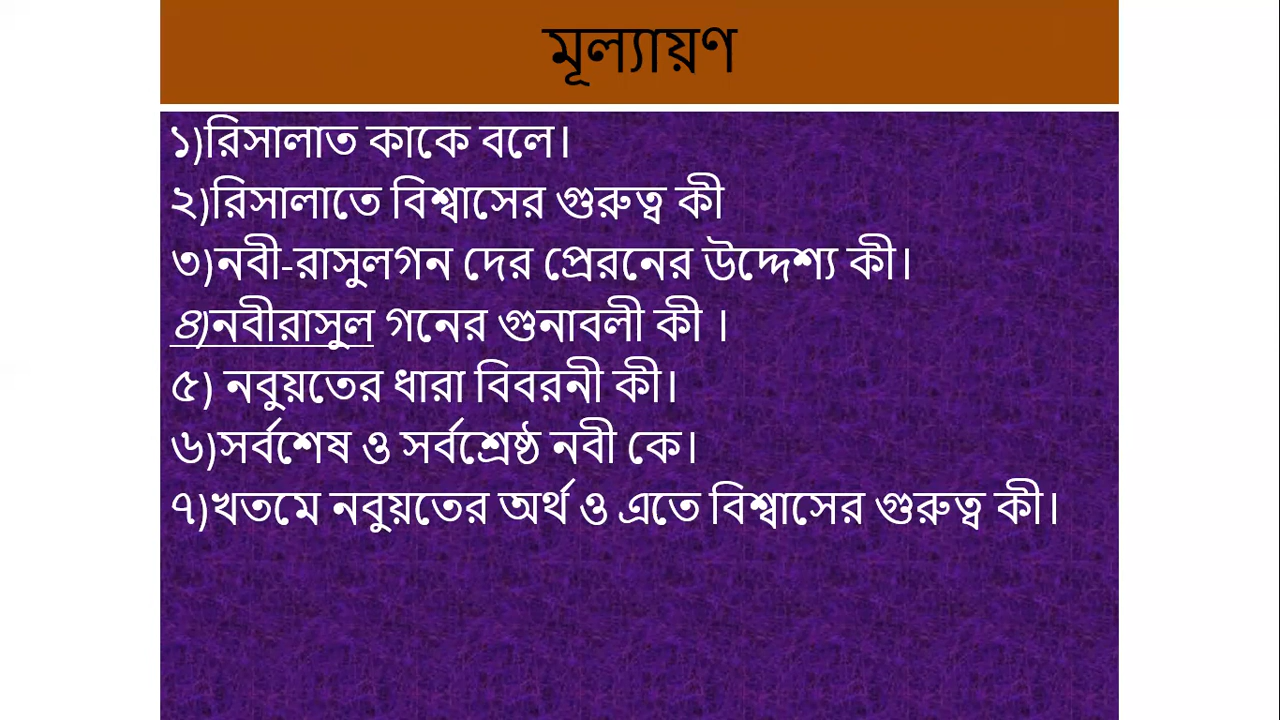 মূল্যায়ণ
১)রিসালাত কাকে বলে।
২)রিসালাতে বিশ্বাসের গুরুত্ব কী
৩)নবী-রাসুলগন দের প্রেরনের উদ্দেশ্য কী।
৪)নবীরাসুল গনের গুনাবলী কী ।
৫) নবুয়তের ধারা বিবরনী কী।
৬)সর্বশেষ ও সর্বশ্রেষ্ঠ নবী কে।
৭)খতমে নবুয়তের অর্থ ও এতে বিশ্বাসের গুরুত্ব কী।